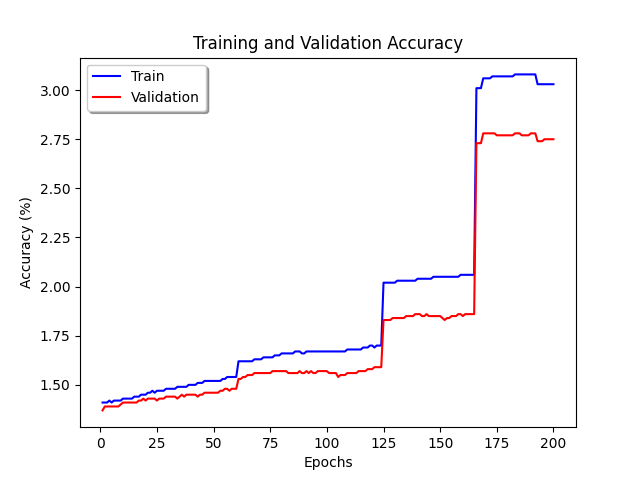 Training and Validation Accuracy
Train
Validation
Accuracy (%)
3.00
2.75
2.50
2.25
2.00
1.75
1.50
0 25 50 75 100 125 150 175 200
Epochs